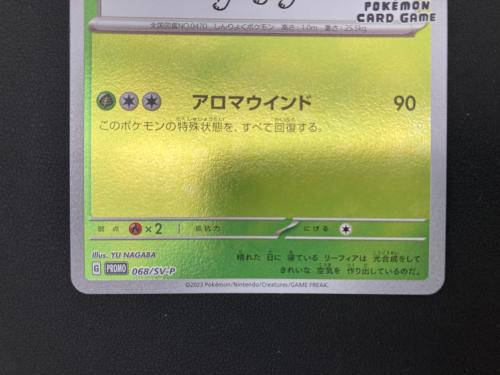 POKÉMON
CARD GAME
全国図鑑NO.0470 しんりょくポケモン 高さ：1.0m 重さ：25.5kg
アロマウインド 90
このポケモンの特殊状態を、すべて回復する。
弱点 ×2 抵抗力 にげる
Illus. YU NAGABA
G PROMO 068/SV-P
晴れた 日に 寝ている リーフィアは 光合成をして
きれいな 空気を 作り出しているのだ。
©2023 Pokémon/Nintendo/Creatures/GAME FREAK.